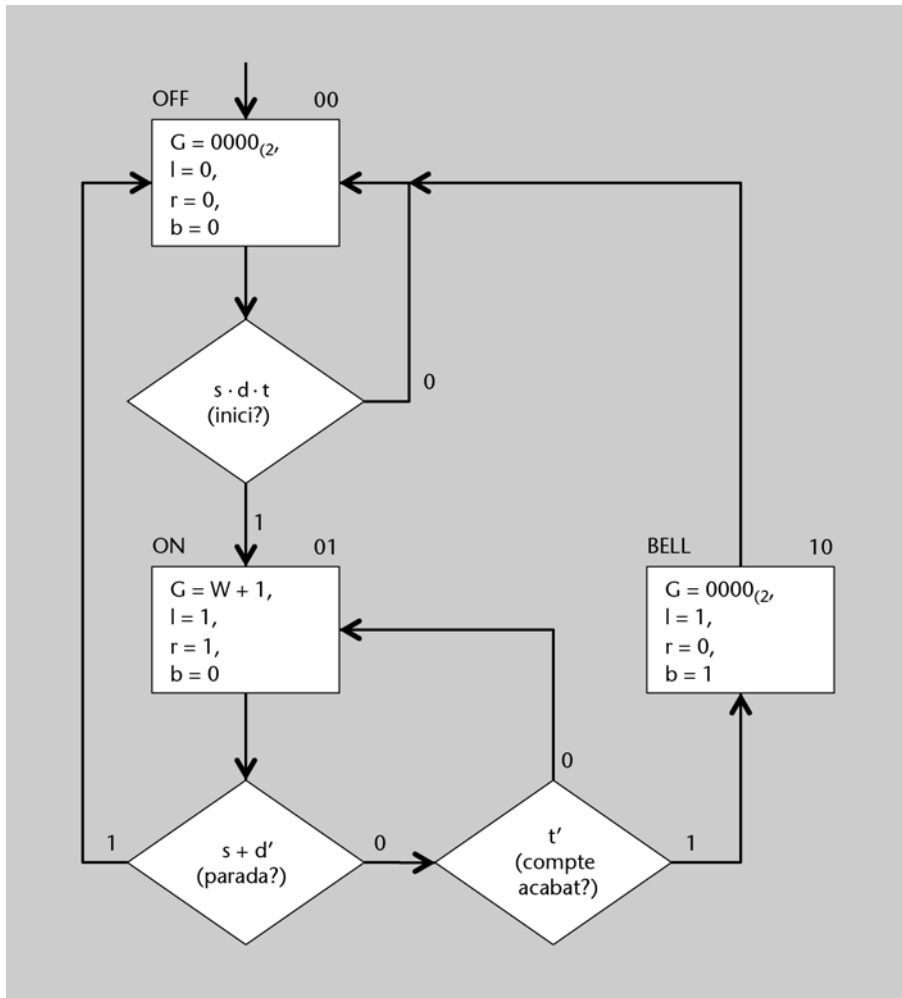 OFF 00
G = 0000(2,
l = 0,
r = 0,
b = 0
s · d · t
(inici?)
0
1
ON 01
G = W + 1,
l = 1,
r = 1,
b = 0
BELL 10
G = 0000(2,
l = 1,
r = 0,
b = 1
0
1
s + d′
(parada?)
0
t′
(compte
acabat?)
1